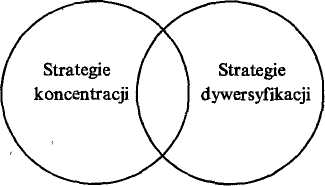 Strategie
koncentracji
Strategie
dywersyfikacji